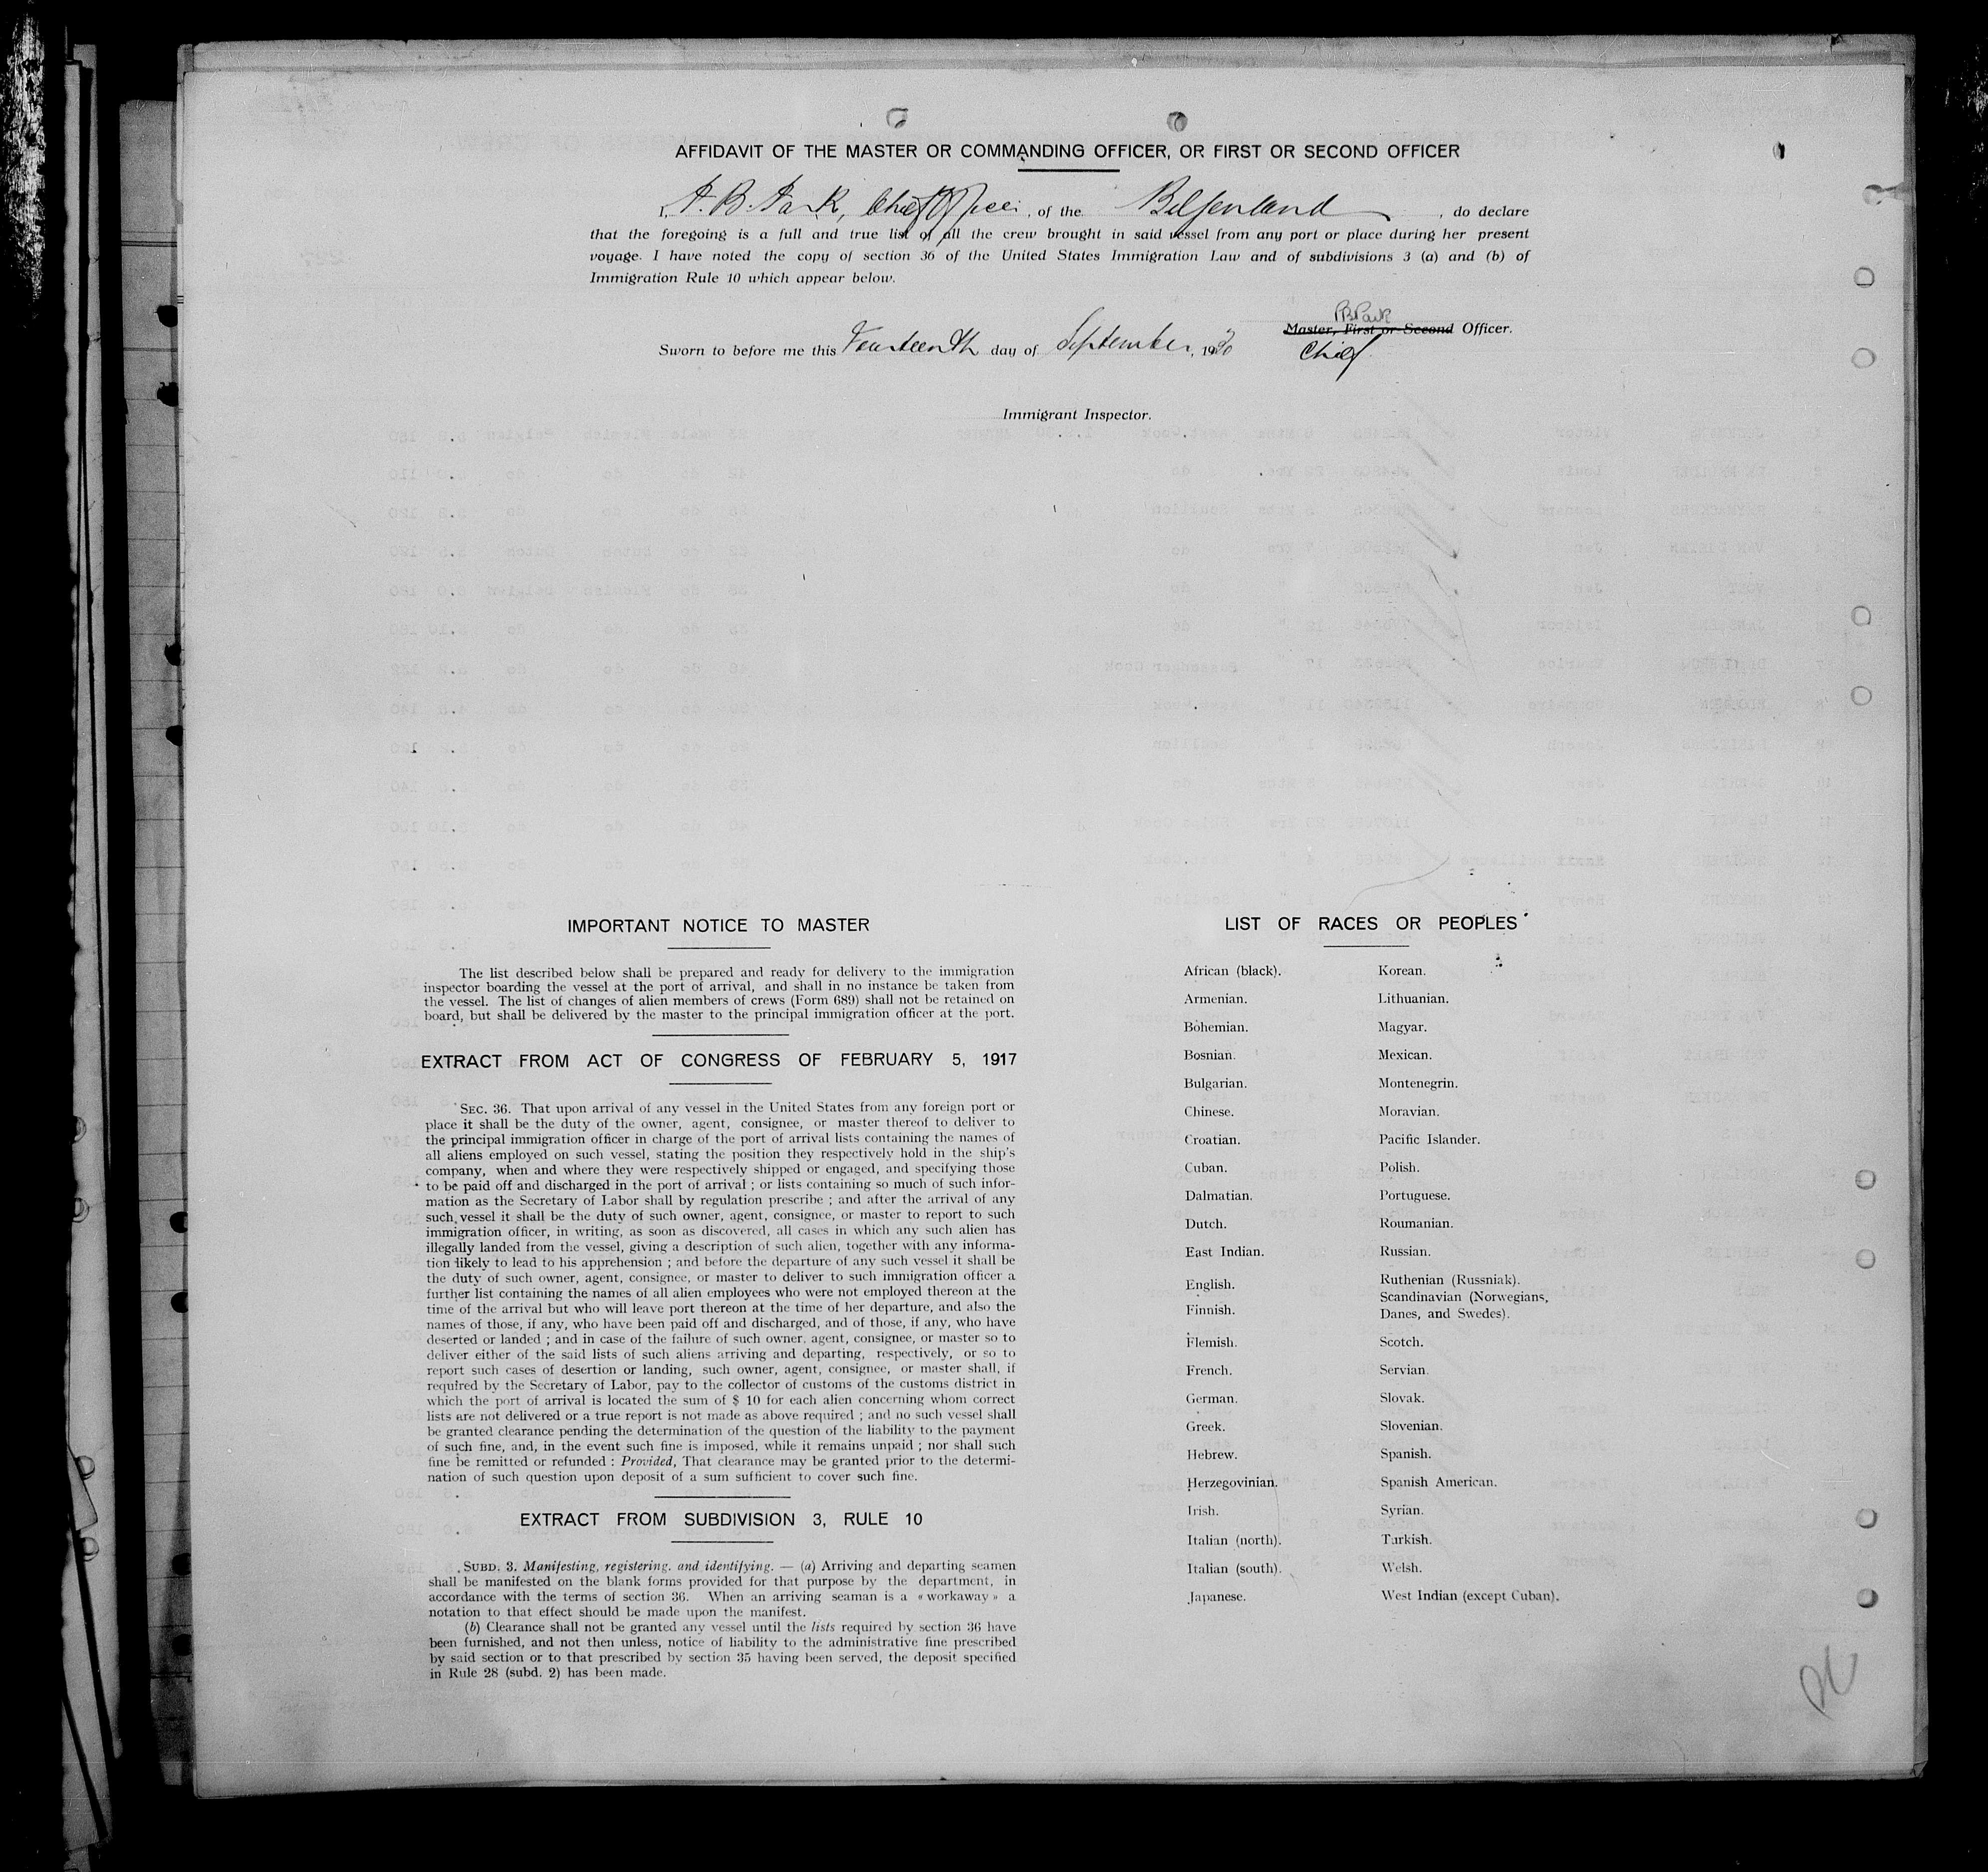 AFFIDAVIT OF THE MASTER OR COMMANDING OFFICER, OR FIRST OR SECOND OFFICER
I, P. B. Park, Chief Officer, of the Belgenland, do declare
that the foregoing is a full and true list of all the crew brought in said vessel from any port or place during her present
voyage. I have noted the copy of section 36 of the United States Immigration Law and of subdivisions 3 (a) and (b) of
Immigration Rule 10 which appear below.
PBPark
Master, First or Second Officer.
Sworn to before me this Fourteenth day of September, 1930
Chief
Immigrant Inspector.
IMPORTANT NOTICE TO MASTER
The list described below shall be prepared and ready for delivery to the immigration
inspector boarding the vessel at the port of arrival, and shall in no instance be taken from
the vessel. The list of changes of alien members of crews (Form 689) shall not be retained on
board, but shall be delivered by the master to the principal immigration officer at the port.
EXTRACT FROM ACT OF CONGRESS OF FEBRUARY 5, 1917
SEC. 36. That upon arrival of any vessel in the United States from any foreign port or
place it shall be the duty of the owner, agent, consignee, or master thereof to deliver to
the principal immigration officer in charge of the port of arrival lists containing the names of
all aliens employed on such vessel, stating the position they respectively hold in the ship's
company, when and where they were respectively shipped or engaged, and specifying those
to be paid off and discharged in the port of arrival ; or lists containing so much of such infor-
mation as the Secretary of Labor shall by regulation prescribe ; and after the arrival of any
such vessel it shall be the duty of such owner, agent, consignee, or master to report to such
immigration officer, in writing, as soon as discovered, all cases in which any such alien has
illegally landed from the vessel, giving a description of such alien, together with any informa-
tion likely to lead to his apprehension ; and before the departure of any such vessel it shall be
the duty of such owner, agent, consignee, or master to deliver to such immigration officer a
further list containing the names of all alien employees who were not employed thereon at the
time of the arrival but who will leave port thereon at the time of her departure, and also the
names of those, if any, who have been paid off and discharged, and of those, if any, who have
deserted or landed ; and in case of the failure of such owner. agent, consignee, or master so to
deliver either of the said lists of such aliens arriving and departing, respectively, or so to
report such cases of desertion or landing, such owner, agent, consignee, or master shall, if
required by the Secretary of Labor, pay to the collector of customs of the customs district in
which the port of arrival is located the sum of $ 10 for each alien concerning whom correct
lists are not delivered or a true report is not made as above required ; and no such vessel shall
be granted clearance pending the determination of the question of the liability to the payment
of such fine, and, in the event such fine is imposed, while it remains unpaid ; nor shall such
fine be remitted or refunded : Provided, That clearance may be granted prior to the determi-
nation of such question upon deposit of a sum sufficient to cover such fine.
EXTRACT FROM SUBDIVISION 3, RULE 10
SUBD. 3. Manifesting, registering. and identifying. — (a) Arriving and departing seamen
shall be manifested on the blank forms provided for that purpose by the department, in
accordance with the terms of section 36. When an arriving seaman is a « workaway » a
notation to that effect should be made upon the manifest.
(b) Clearance shall not be granted any vessel until the lists required by section 36 have
been furnished, and not then unless, notice of liability to the administrative fine prescribed
by said section or to that prescribed by section 35 having been served, the deposit specified
in Rule 28 (subd. 2) has been made.
LIST OF RACES OR PEOPLES
African (black).
Armenian.
Bohemian.
Bosnian.
Bulgarian.
Chinese.
Croatian.
Cuban.
Dalmatian.
Dutch.
East Indian.
English.
Finnish.
Flemish.
French.
German.
Greek.
Hebrew.
Herzegovinian.
Irish.
Italian (north).
Italian (south).
Japanese.
Korean.
Lithuanian.
Magyar.
Mexican.
Montenegrin.
Moravian.
Pacific Islander.
Polish.
Portuguese.
Roumanian.
Russian.
Ruthenian (Russniak).
Scandinavian (Norwegians,
Danes, and Swedes).
Scotch.
Servian.
Slovak.
Slovenian.
Spanish.
Spanish American.
Syrian.
Turkish.
Welsh.
West Indian (except Cuban).